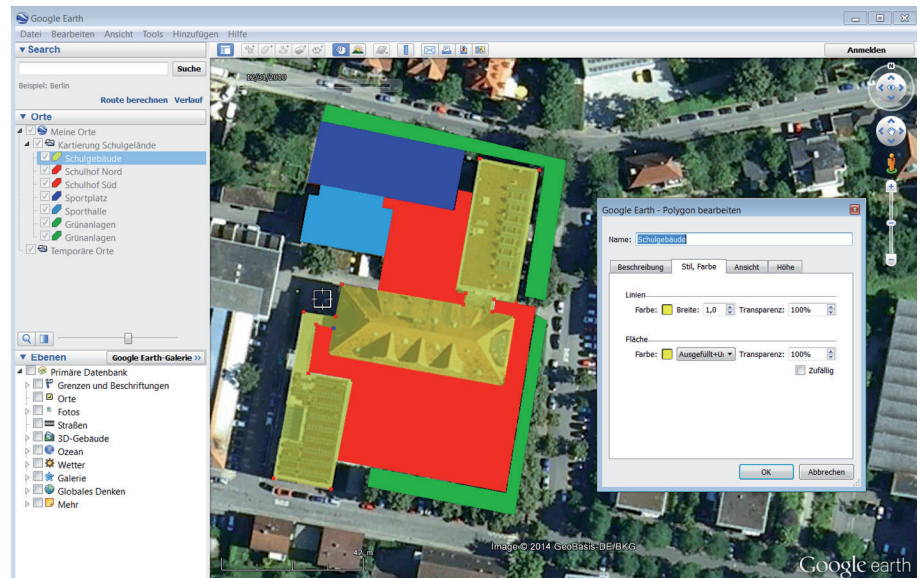 Google Earth
Datei Bearbeiten Ansicht Tools Hinzufügen Hilfe
Search
Suche
Beispiel: Berlin
Route berechnen Verlauf
Orte
Meine Orte
Kartierung Schulgelände
Schulgebäude
Schulhof Nord
Schulhof Süd
Sportplatz
Sporthalle
Grünanlagen
Grünanlagen
Temporäre Orte
Ebenen Google Earth-Galerie »
Primäre Datenbank
Grenzen und Beschriftungen
Orte
Fotos
Straßen
3D-Gebäude
Ozean
Wetter
Galerie
Globales Denken
Mehr
Anmelden
12/31/2010
N
Google Earth - Polygon bearbeiten
Name: Schulgebäude
Beschreibung Stil, Farbe Ansicht Höhe
Linien
Farbe: Breite: 1,0 Transparenz: 100%
Fläche
Farbe: Ausgefüllt+U Transparenz: 100%
Zufällig
OK Abbrechen
Image © 2014 GeoBasis-DE/BKG
42 m
Google earth